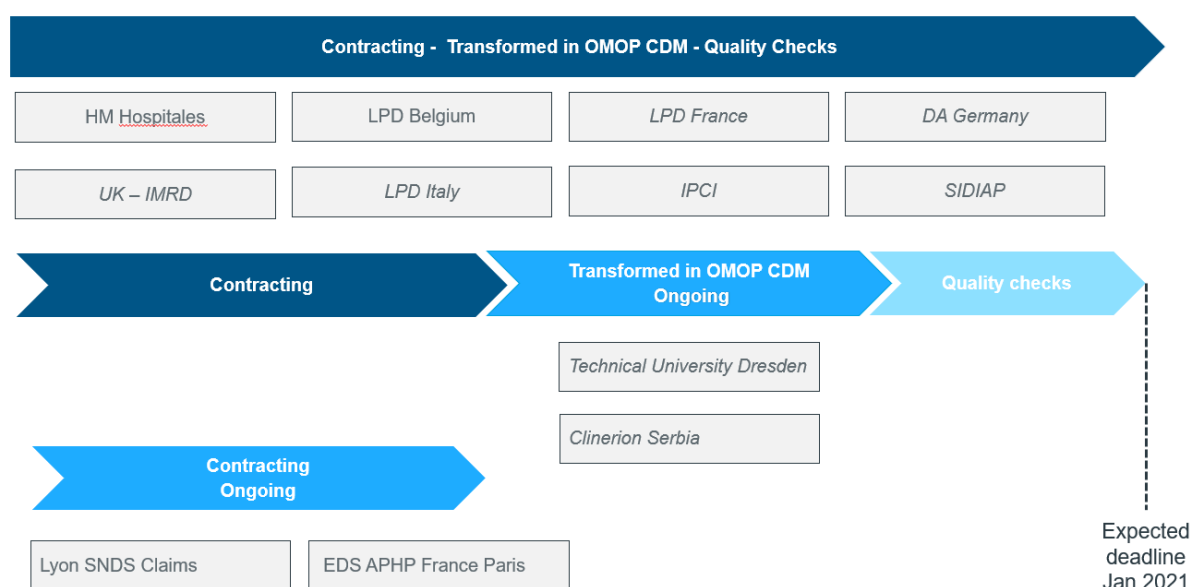 Contracting - Transformed in OMOP CDM - Quality Checks
HM Hospitales
LPD Belgium
LPD France
DA Germany
UK – IMRD
LPD Italy
IPCI
SIDIAP
Contracting
Transformed in OMOP CDM
Ongoing
Quality checks
Technical University Dresden
Clinerion Serbia
Contracting
Ongoing
Lyon SNDS Claims
EDS APHP France Paris
Expected
deadline
Jan 2021